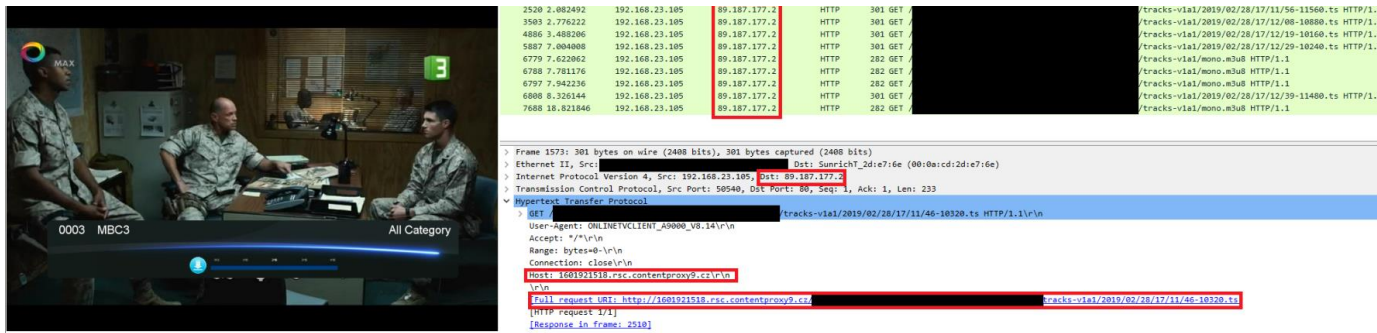 MAX
3
0003 MBC3 All Category
2520 2.082492 192.168.23.105 89.187.177.2 HTTP 301 GET / /tracks-v1a1/2019/02/28/17/11/56-11560.ts HTTP/1.
3503 2.776222 192.168.23.105 89.187.177.2 HTTP 301 GET / /tracks-v1a1/2019/02/28/17/12/08-10880.ts HTTP/1.
4886 3.488206 192.168.23.105 89.187.177.2 HTTP 301 GET / /tracks-v1a1/2019/02/28/17/12/19-10160.ts HTTP/1.
5887 7.004008 192.168.23.105 89.187.177.2 HTTP 301 GET / /tracks-v1a1/2019/02/28/17/12/29-10240.ts HTTP/1.
6779 7.622062 192.168.23.105 89.187.177.2 HTTP 282 GET / /tracks-v1a1/mono.m3u8 HTTP/1.1
6788 7.781176 192.168.23.105 89.187.177.2 HTTP 282 GET / /tracks-v1a1/mono.m3u8 HTTP/1.1
6797 7.942236 192.168.23.105 89.187.177.2 HTTP 282 GET / /tracks-v1a1/mono.m3u8 HTTP/1.1
6808 8.326144 192.168.23.105 89.187.177.2 HTTP 301 GET / /tracks-v1a1/2019/02/28/17/12/39-11480.ts HTTP/1.
7688 18.821846 192.168.23.105 89.187.177.2 HTTP 282 GET / /tracks-v1a1/mono.m3u8 HTTP/1.1
> Frame 1573: 301 bytes on wire (2408 bits), 301 bytes captured (2408 bits)
> Ethernet II, Src: Dst: SunrichT_2d:e7:6e (00:0a:cd:2d:e7:6e)
> Internet Protocol Version 4, Src: 192.168.23.105, Dst: 89.187.177.2
> Transmission Control Protocol, Src Port: 50540, Dst Port: 80, Seq: 1, Ack: 1, Len: 233
Hypertext Transfer Protocol
> GET / /tracks-v1a1/2019/02/28/17/11/46-10320.ts HTTP/1.1\r\n
User-Agent: ONLINETVCLIENT_A9000_V8.14\r\n
Accept: */*\r\n
Range: bytes=0-\r\n
Connection: close\r\n
Host: 1601921518.rsc.contentproxy9.cz\r\n
\r\n
[Full request URI: http://1601921518.rsc.contentproxy9.cz/ tracks-v1a1/2019/02/28/17/11/46-10320.ts
[HTTP request 1/1]
[Response in frame: 2510]